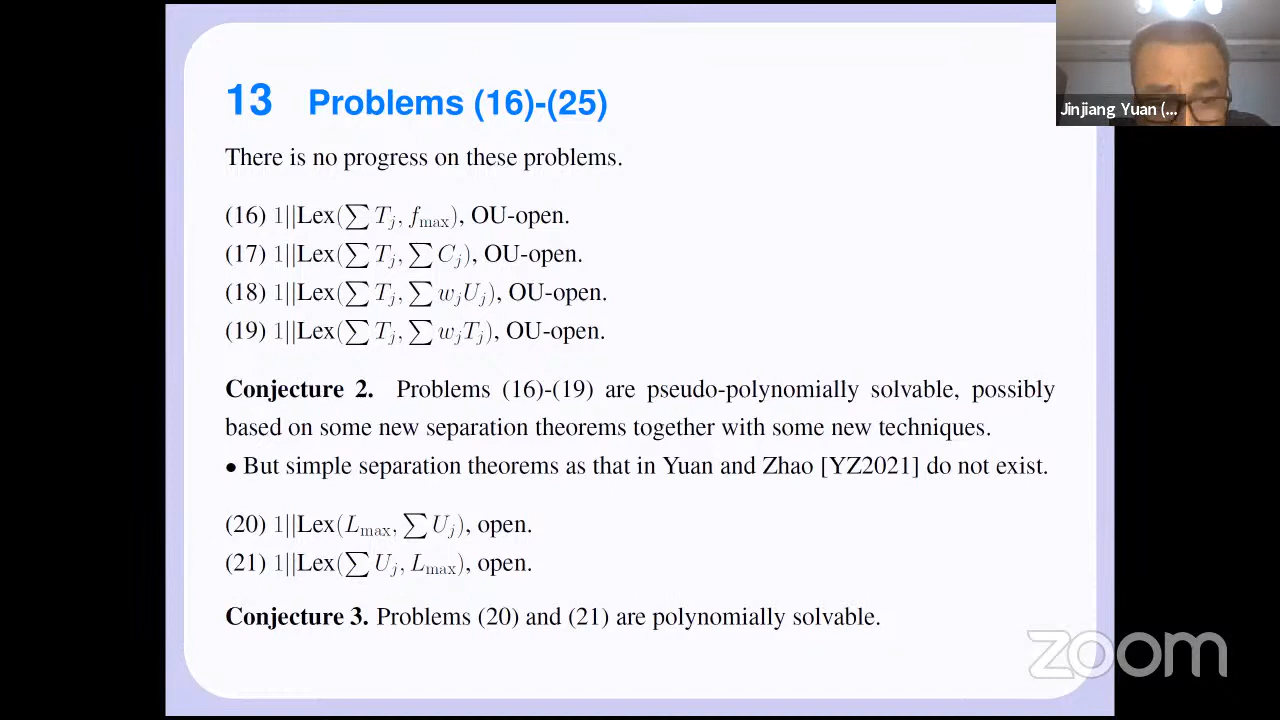 13 Problems (16)-(25)
There is no progress on these problems.
(16) 1||Lex(∑ T_j, f_max), OU-open.
(17) 1||Lex(∑ T_j, ∑ C_j), OU-open.
(18) 1||Lex(∑ T_j, ∑ w_jU_j), OU-open.
(19) 1||Lex(∑ T_j, ∑ w_jT_j), OU-open.
Conjecture 2. Problems (16)-(19) are pseudo-polynomially solvable, possibly
based on some new separation theorems together with some new techniques.
• But simple separation theorems as that in Yuan and Zhao [YZ2021] do not exist.
(20) 1||Lex(L_max, ∑ U_j), open.
(21) 1||Lex(∑ U_j, L_max), open.
Conjecture 3. Problems (20) and (21) are polynomially solvable.
Jinjiang Yuan (...
zoom